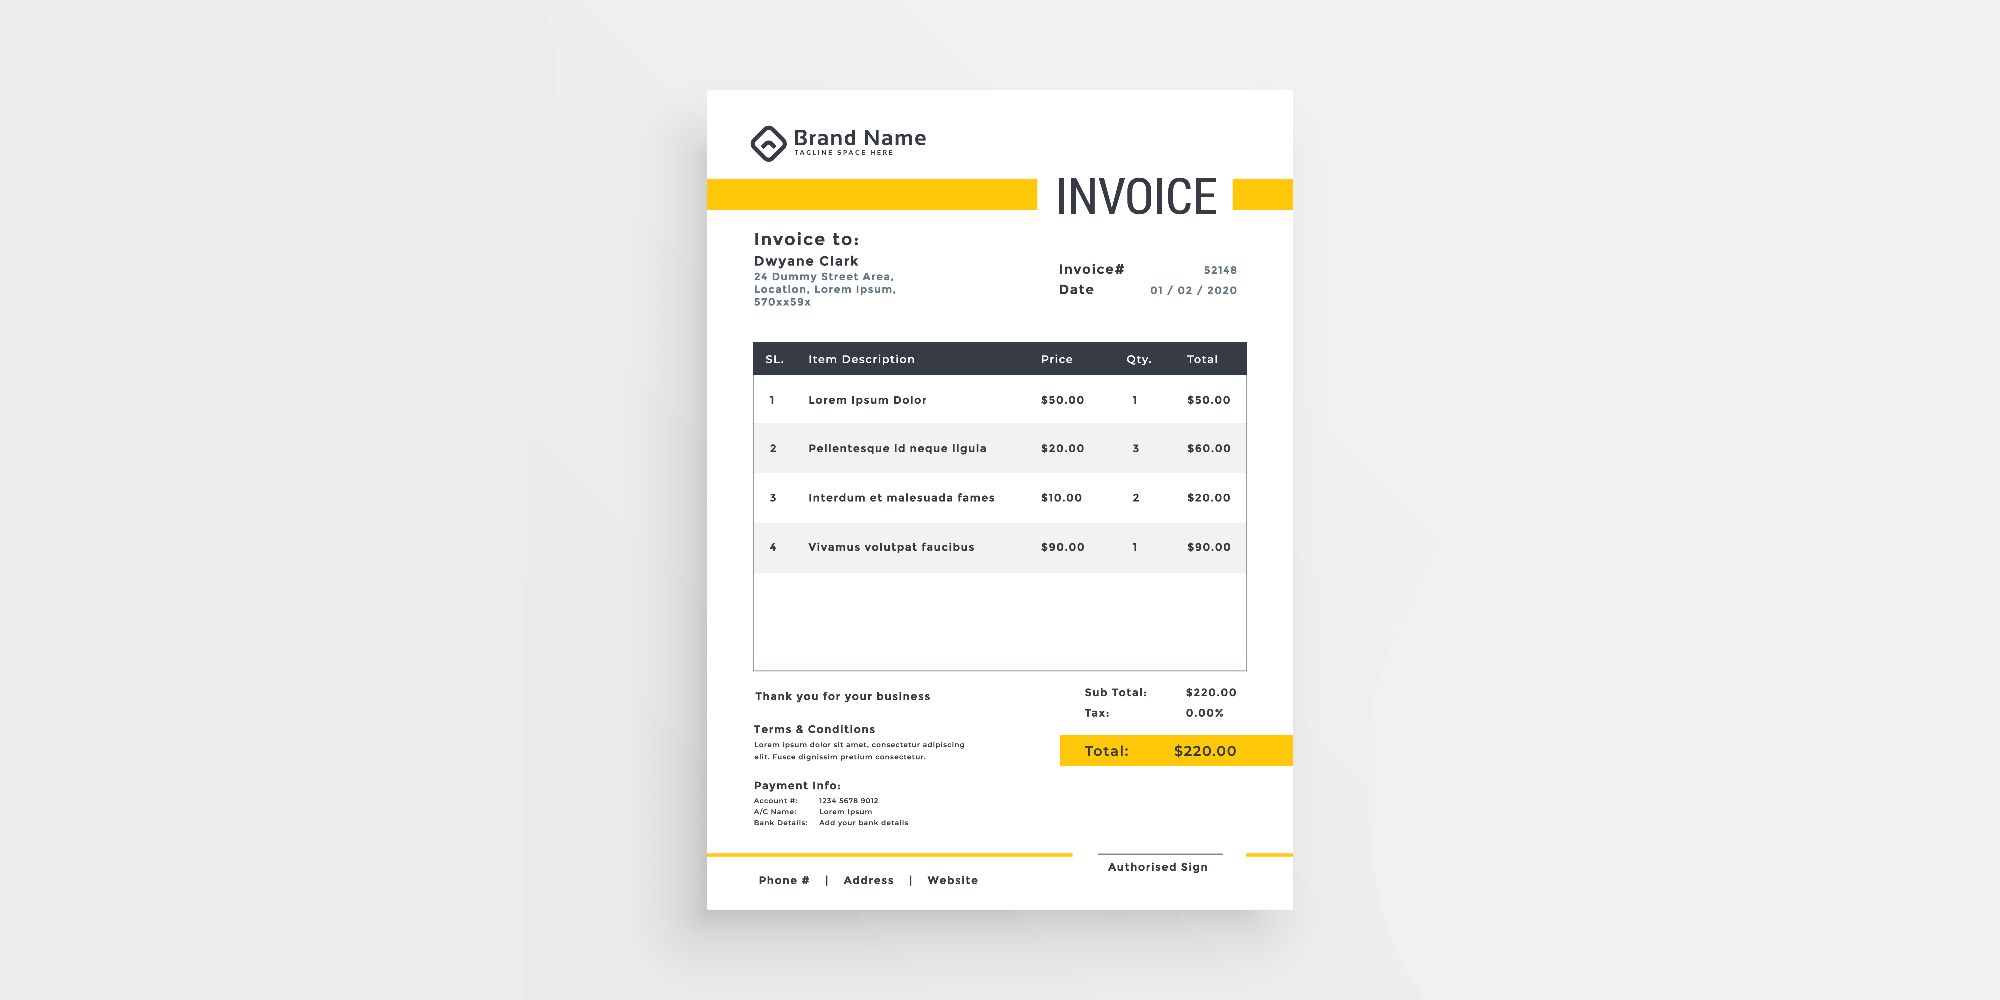 Brand Name
TAGLINE SPACE HERE
INVOICE
Invoice to:
Dwyane Clark
24 Dummy Street Area,
Location, Lorem Ipsum,
570xx59x
Invoice# 52148
Date 01 / 02 / 2020
SL. Item Description Price Qty. Total
1 Lorem Ipsum Dolor $50.00 1 $50.00
2 Pellentesque id neque ligula $20.00 3 $60.00
3 Interdum et malesuada fames $10.00 2 $20.00
4 Vivamus volutpat faucibus $90.00 1 $90.00
Thank you for your business
Sub Total: $220.00
Tax: 0.00%
Total: $220.00
Terms & Conditions
Lorem ipsum dolor sit amet, consectetur adipiscing
elit. Fusce dignissim pretium consectetur.
Payment Info:
Account #: 1234 5678 9012
A/C Name: Lorem Ipsum
Bank Details: Add your bank details
Authorised Sign
Phone # | Address | Website